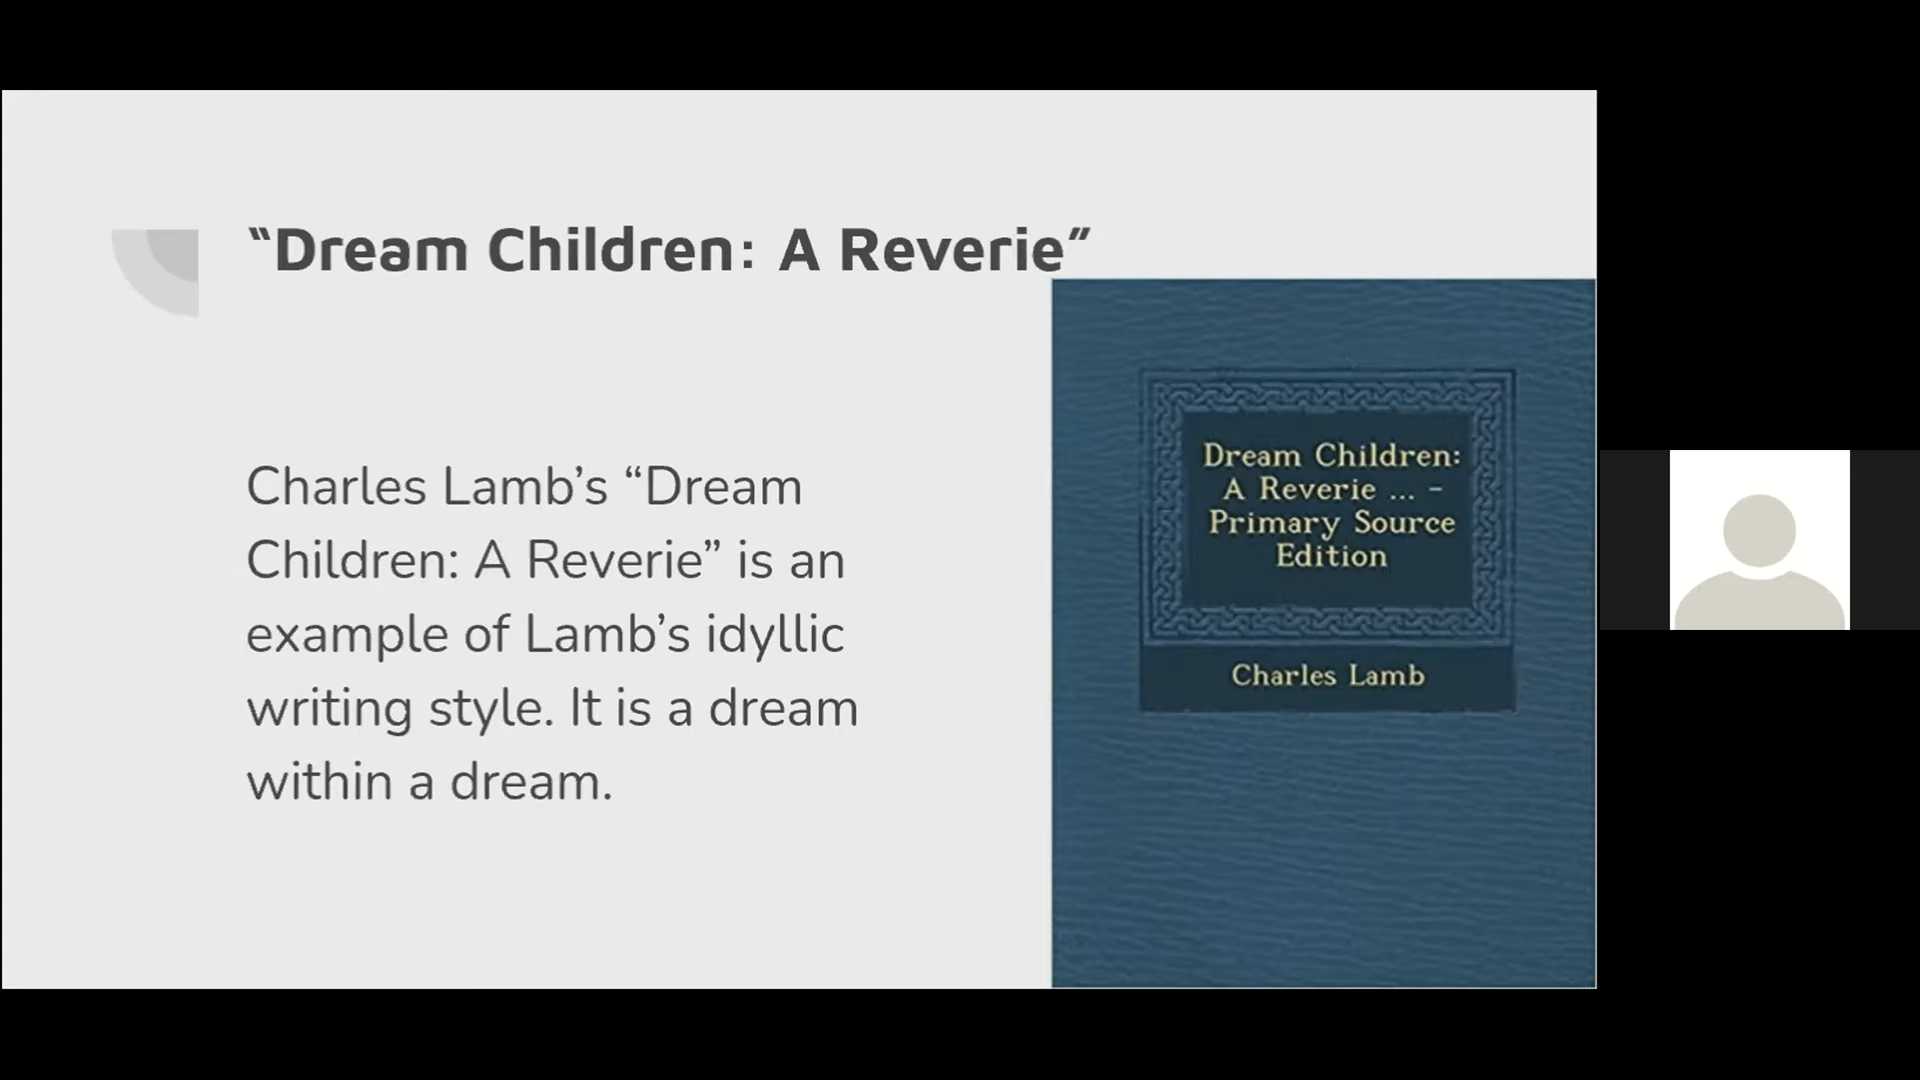 “Dream Children: A Reverie”
Charles Lamb’s “Dream
Children: A Reverie” is an
example of Lamb’s idyllic
writing style. It is a dream
within a dream.
Dream Children:
A Reverie ... -
Primary Source
Edition
Charles Lamb